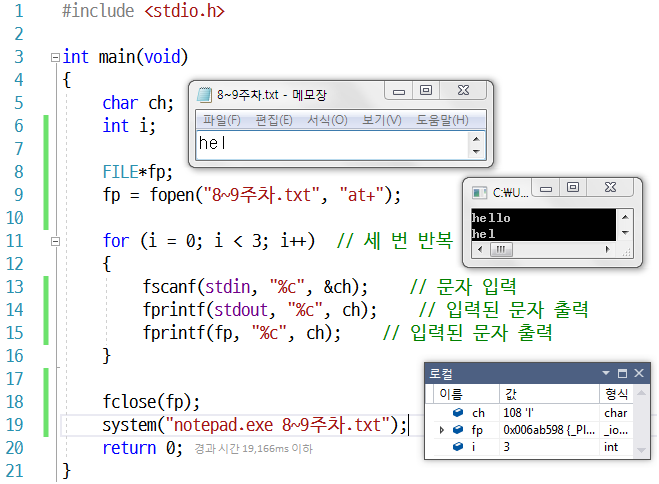 1 #include <stdio.h>
2
3 int main(void)
4 {
5 char ch;
6 int i;
7
8 FILE*fp;
9 fp = fopen("8~9주차.txt", "at+");
10
11 for (i = 0; i < 3; i++) // 세 번 반복
12 {
13 fscanf(stdin, "%c", &ch); // 문자 입력
14 fprintf(stdout, "%c", ch); // 입력된 문자 출력
15 fprintf(fp, "%c", ch); // 입력된 문자 출력
16 }
17
18 fclose(fp);
19 system("notepad.exe 8~9주차.txt");
20 return 0; 경과 시간 19,166ms 이하
21 }
8~9주차.txt - 메모장
파일(F) 편집(E) 서식(O) 보기(V) 도움말(H)
hel
C:₩U...
hello
hel
로컬
이름 값 형식
ch 108 'l' char
fp 0x006ab598 {_Pl... _io...
i 3 int